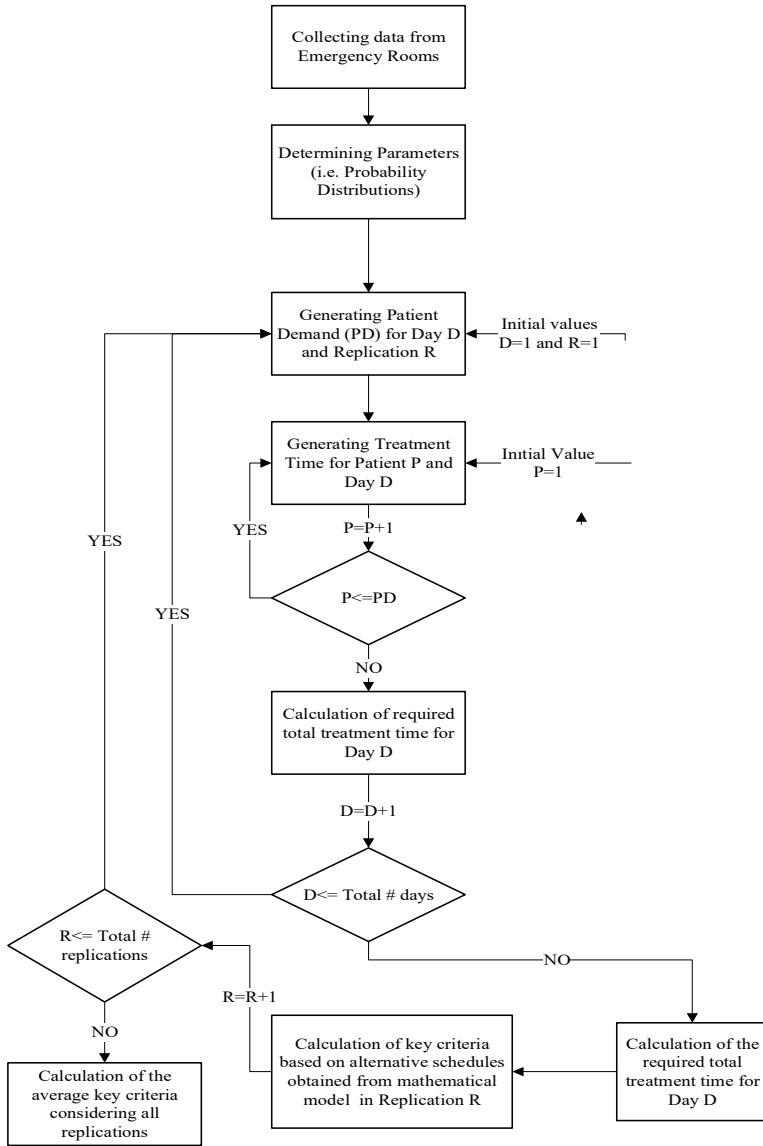 Collecting data from
Emergency Rooms
Determining Parameters
(i.e. Probability
Distributions)
Generating Patient
Demand (PD) for Day D
and Replication R
Initial values
D=1 and R=1
Generating Treatment
Time for Patient P and
Day D
Initial Value
P=1
YES
P=P+1
YES
YES
P<=PD
NO
Calculation of required
total treatment time for
Day D
D=D+1
D<= Total # days
R<= Total #
replications
NO
R=R+1
NO
Calculation of the
average key criteria
considering all
replications
Calculation of key criteria
based on alternative schedules
obtained from mathematical
model in Replication R
Calculation of the
required total
treatment time for
Day D